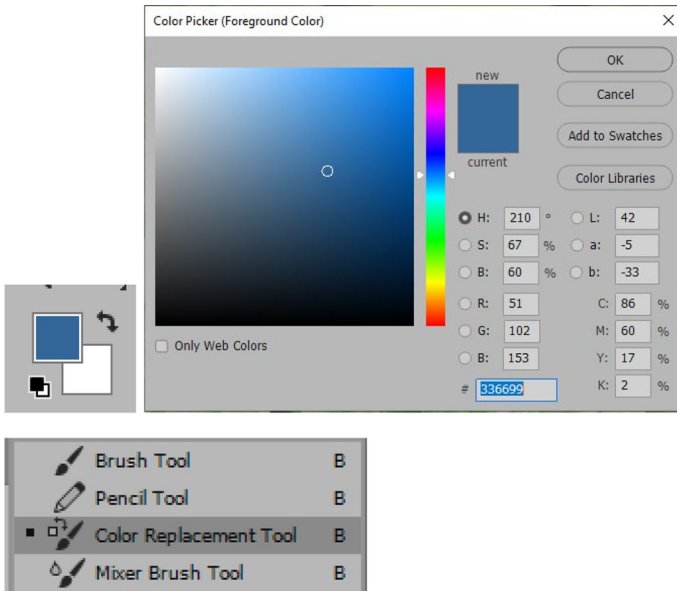 Color Picker (Foreground Color)
new
current
OK
Cancel
Add to Swatches
Color Libraries
H: 210 °
L: 42
S: 67 %
a: -5
B: 60 %
b: -33
R: 51
C: 86 %
G: 102
M: 60 %
B: 153
Y: 17 %
# 336699
K: 2 %
Only Web Colors
Brush Tool B
Pencil Tool B
Color Replacement Tool B
Mixer Brush Tool B